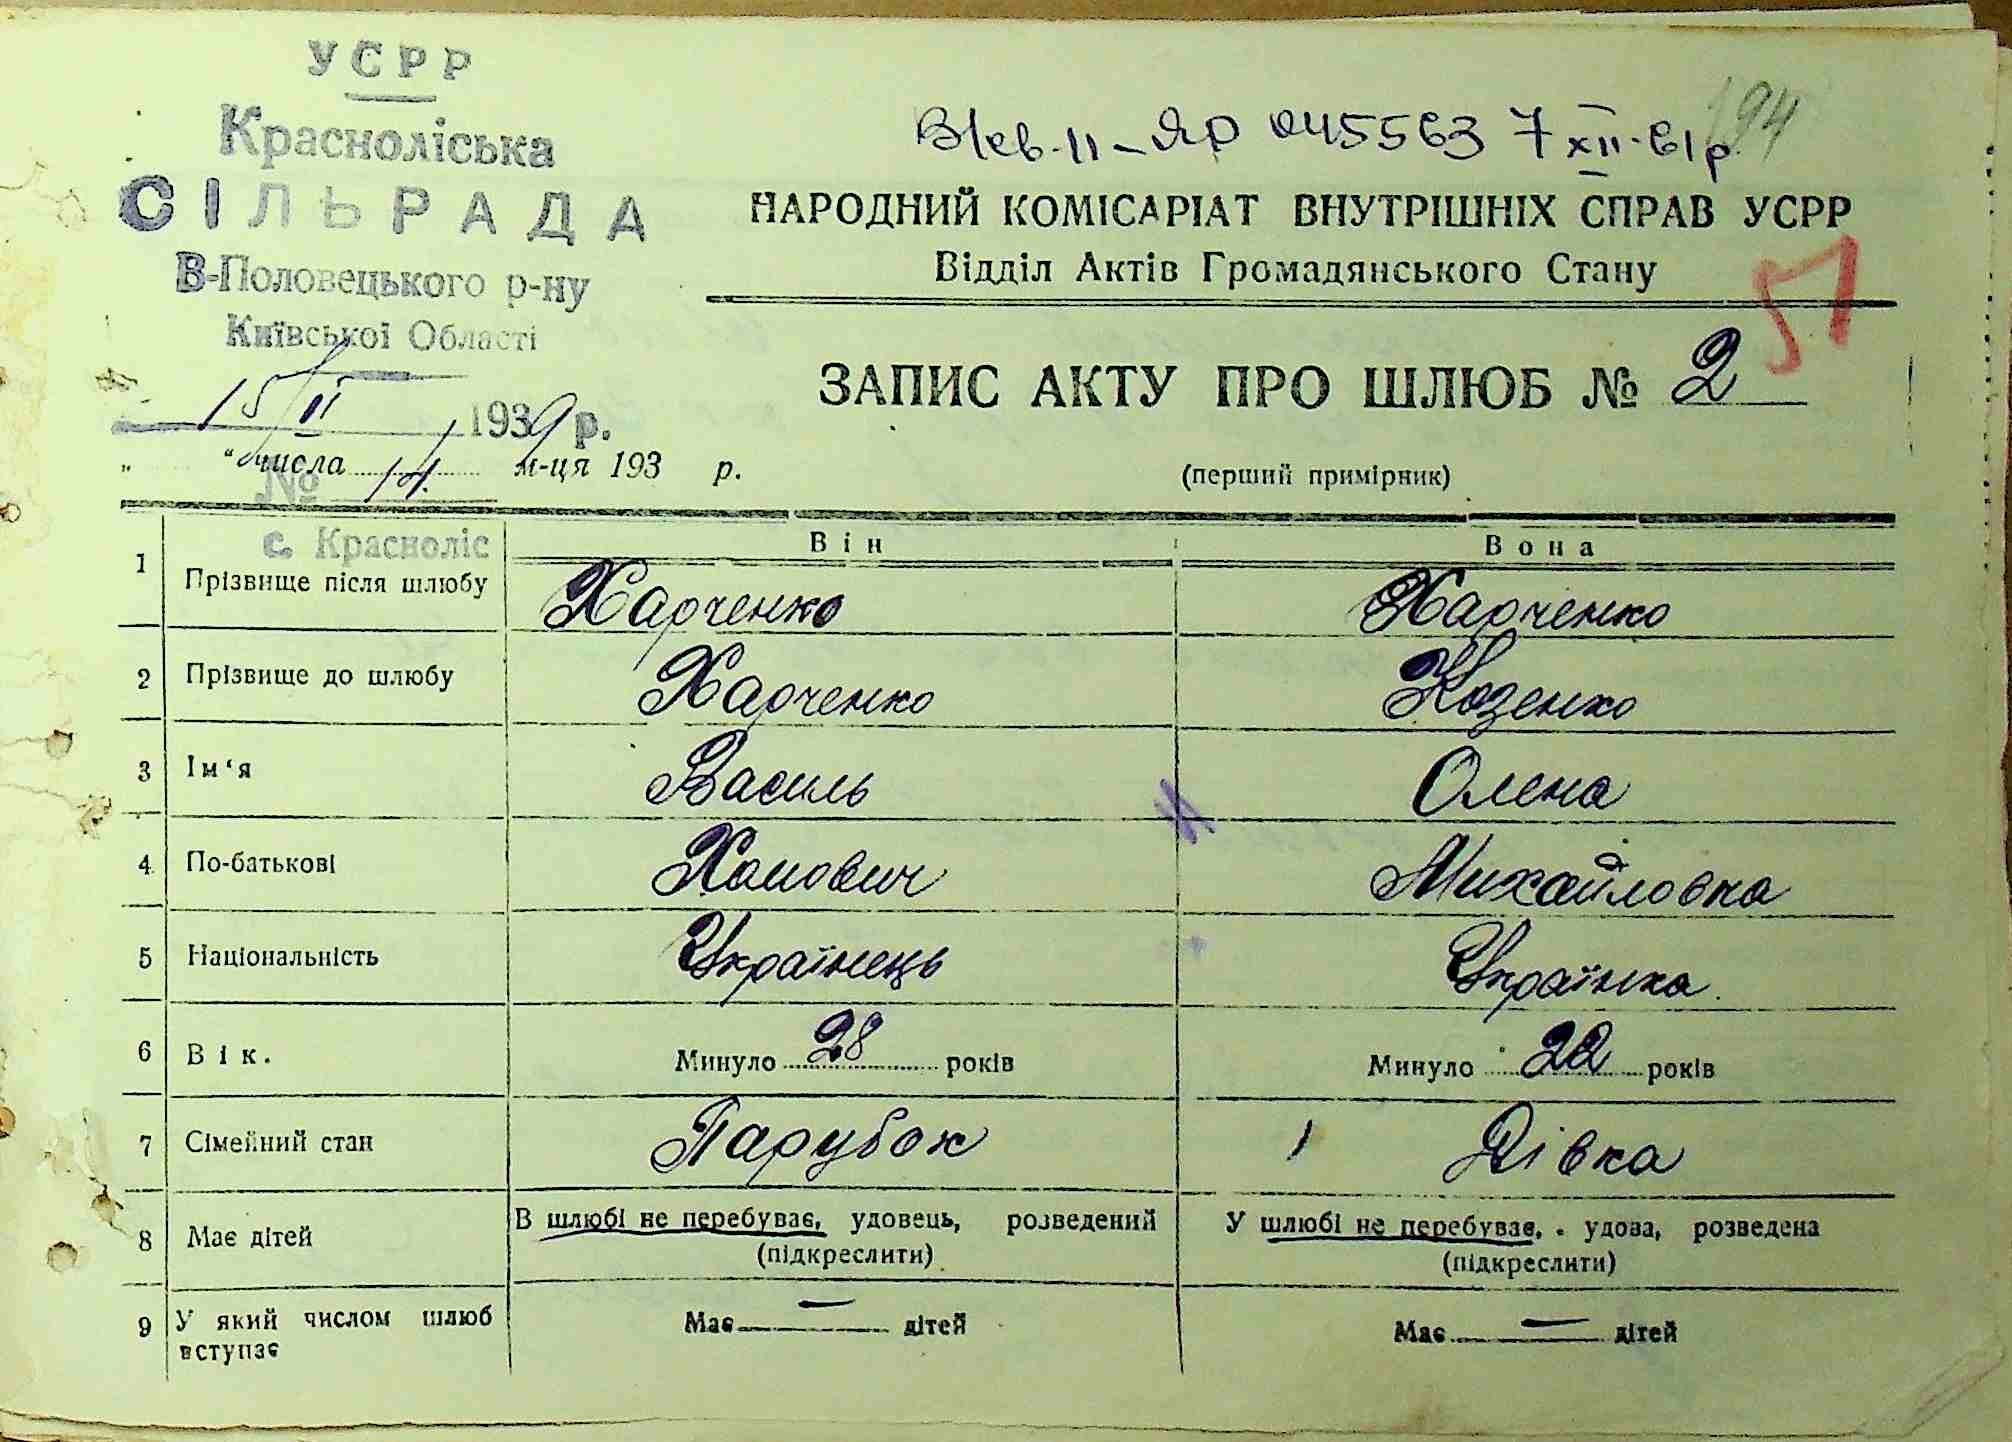 УСРР
Красноліська
СІЛЬРАДА
В-Половецького р-ну
Київської Області
15/II 1939 р.
" " числа м-ця 193 р.
№ 14.
с. Красноліс
194
В/св-II-ЯР 045563 7 XII-61р
НАРОДНИЙ КОМІСАРІАТ ВНУТРІШНІХ СПРАВ УСРР
Відділ Актів Громадянського Стану
51
ЗАПИС АКТУ ПРО ШЛЮБ № 2
(перший примірник)
Він Вона
1 Прізвище після шлюбу Харченко Харченко
2 Прізвище до шлюбу Харченко Козенко
3 Ім'я Василь Олена
4 По-батькові Хомович Михайловна
5 Національність Українець Українка
6 Вік. Минуло 28 років Минуло 22 років
7 Сімейний стан Парубок Дівка
8 Має дітей В шлюбі не перебуває, удовець, розведений У шлюбі не перебуває, удова, розведена
(підкреслити) (підкреслити)
9 У який числом шлюб Має — дітей Має — дітей
вступає